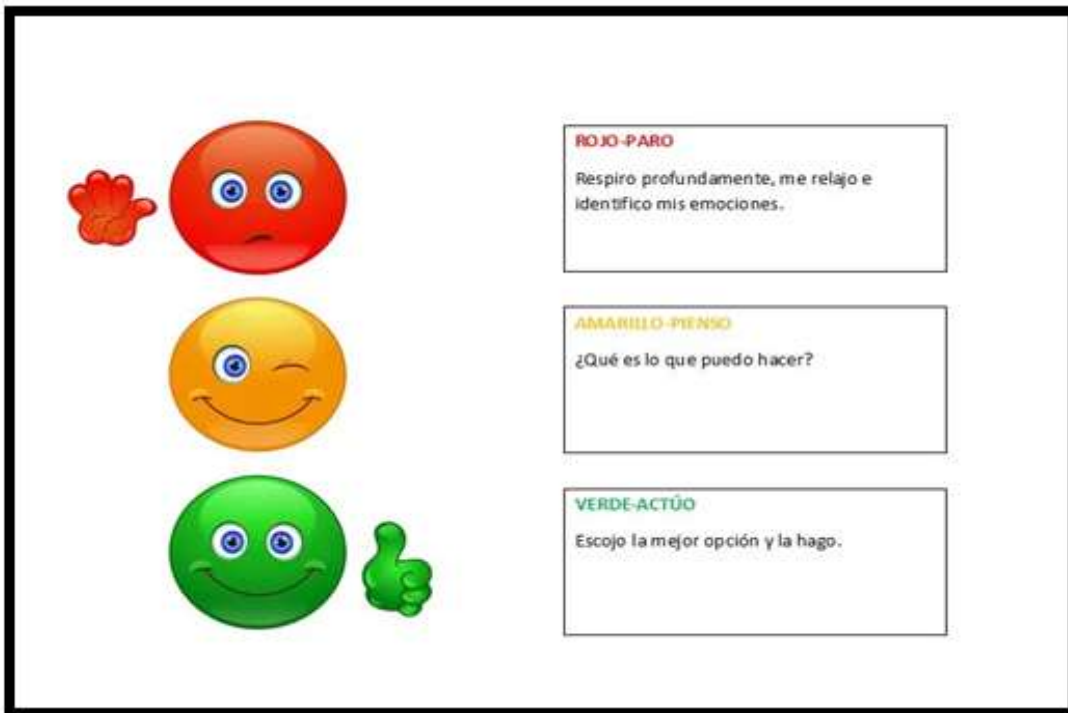 ROJO-PARO
Respiro profundamente, me relajo e
identifico mis emociones.
AMARILLO-PIENSO
¿Qué es lo que puedo hacer?
VERDE-ACTÚO
Escojo la mejor opción y la hago.